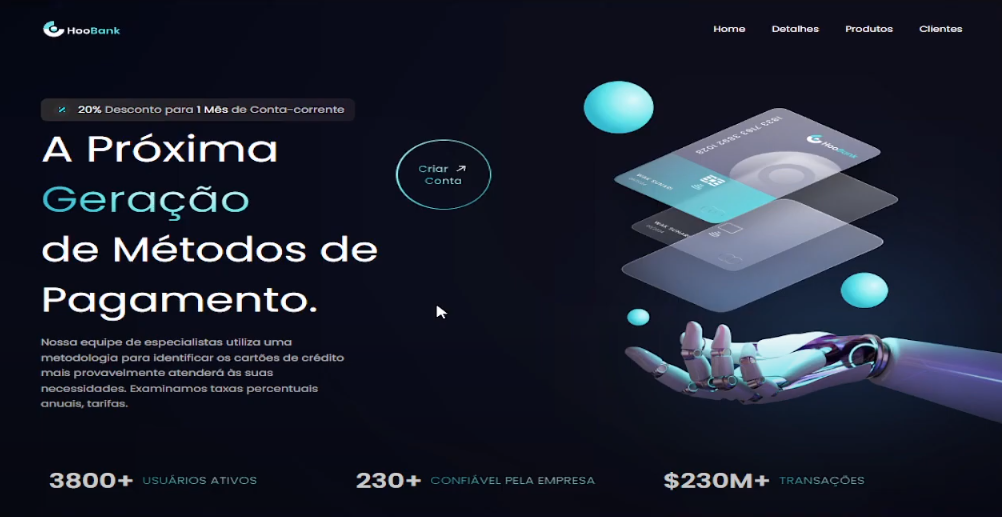 HooBank
Home Detalhes Produtos Clientes
20% Desconto para 1 Mês de Conta-corrente
A Próxima
Geração
de Métodos de
Pagamento.
Criar
Conta
Nossa equipe de especialistas utiliza uma
metodologia para identificar os cartões de crédito
mais provavelmente atenderá às suas
necessidades. Examinamos taxas percentuais
anuais, tarifas.
HooBank
3800+ USUÁRIOS ATIVOS
230+ CONFIÁVEL PELA EMPRESA
$230M+ TRANSAÇÕES